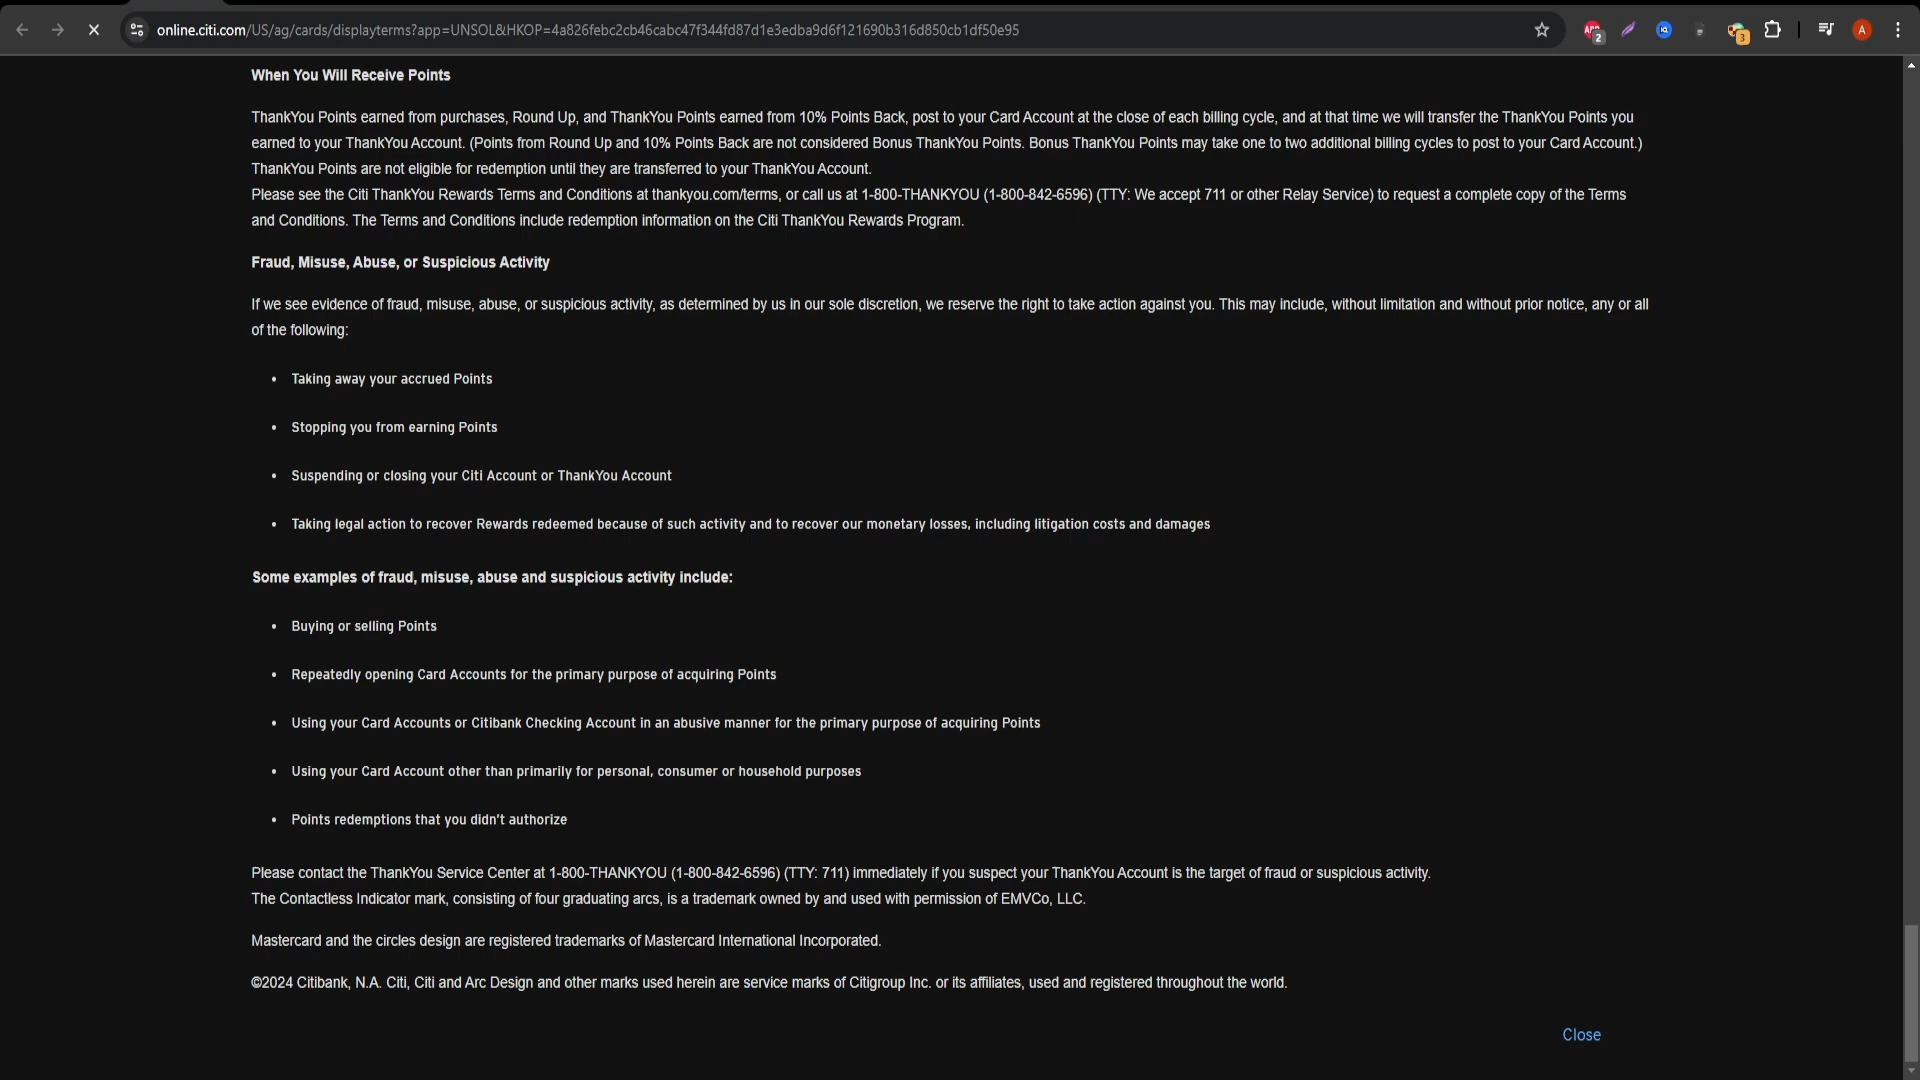 online.citi.com/US/ag/cards/displayterms?app=UNSOL&HKOP=4a826febc2cb46cabc47f344fd87d1e3edba9d6f121690b316d850cb1df50e95
2
3
A
When You Will Receive Points
ThankYou Points earned from purchases, Round Up, and ThankYou Points earned from 10% Points Back, post to your Card Account at the close of each billing cycle, and at that time we will transfer the ThankYou Points you
earned to your ThankYou Account. (Points from Round Up and 10% Points Back are not considered Bonus ThankYou Points. Bonus ThankYou Points may take one to two additional billing cycles to post to your Card Account.)
ThankYou Points are not eligible for redemption until they are transferred to your ThankYou Account.
Please see the Citi ThankYou Rewards Terms and Conditions at thankyou.com/terms, or call us at 1-800-THANKYOU (1-800-842-6596) (TTY: We accept 711 or other Relay Service) to request a complete copy of the Terms
and Conditions. The Terms and Conditions include redemption information on the Citi ThankYou Rewards Program.
Fraud, Misuse, Abuse, or Suspicious Activity
If we see evidence of fraud, misuse, abuse, or suspicious activity, as determined by us in our sole discretion, we reserve the right to take action against you. This may include, without limitation and without prior notice, any or all
of the following:
• Taking away your accrued Points
• Stopping you from earning Points
• Suspending or closing your Citi Account or ThankYou Account
• Taking legal action to recover Rewards redeemed because of such activity and to recover our monetary losses, including litigation costs and damages
Some examples of fraud, misuse, abuse and suspicious activity include:
• Buying or selling Points
• Repeatedly opening Card Accounts for the primary purpose of acquiring Points
• Using your Card Accounts or Citibank Checking Account in an abusive manner for the primary purpose of acquiring Points
• Using your Card Account other than primarily for personal, consumer or household purposes
• Points redemptions that you didn't authorize
Please contact the ThankYou Service Center at 1-800-THANKYOU (1-800-842-6596) (TTY: 711) immediately if you suspect your ThankYou Account is the target of fraud or suspicious activity.
The Contactless Indicator mark, consisting of four graduating arcs, is a trademark owned by and used with permission of EMVCo, LLC.
Mastercard and the circles design are registered trademarks of Mastercard International Incorporated.
©2024 Citibank, N.A. Citi, Citi and Arc Design and other marks used herein are service marks of Citigroup Inc. or its affiliates, used and registered throughout the world.
Close